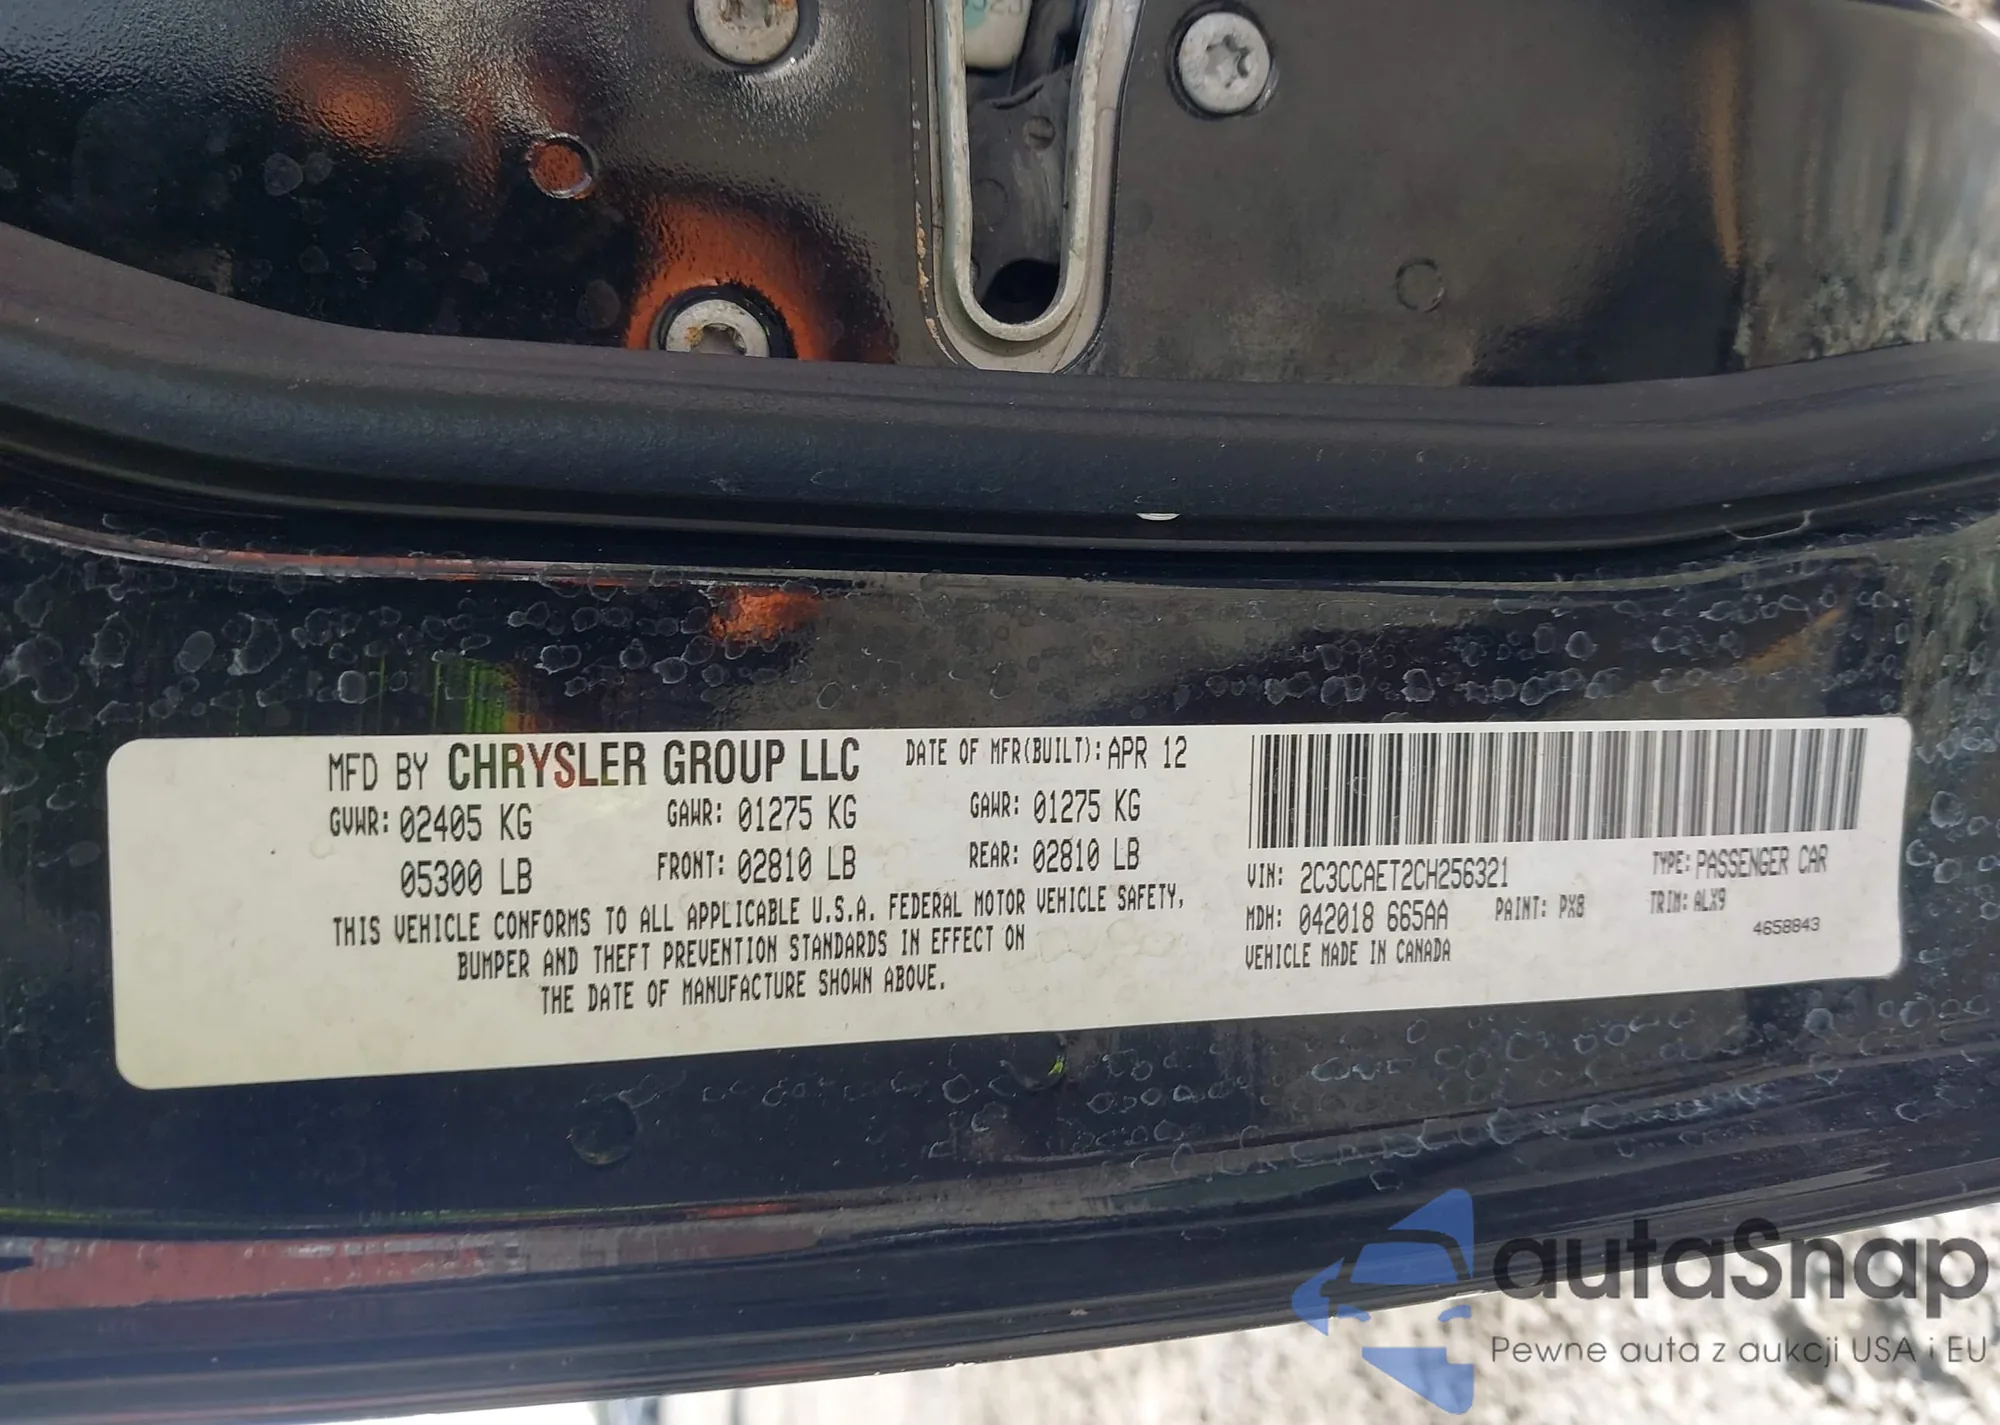 MFD BY CHRYSLER GROUP LLC DATE OF MFR(BUILT): APR 12
GVWR: 02405 KG GAWR: 01275 KG GAWR: 01275 KG
05300 LB FRONT: 02810 LB REAR: 02810 LB
THIS VEHICLE CONFORMS TO ALL APPLICABLE U.S.A. FEDERAL MOTOR VEHICLE SAFETY,
BUMPER AND THEFT PREVENTION STANDARDS IN EFFECT ON
THE DATE OF MANUFACTURE SHOWN ABOVE.
VIN: 2C3CCAET2CH256321 TYPE: PASSENGER CAR
MDH: 042018 665AA PAINT: PX8 TRIM: ALX9
VEHICLE MADE IN CANADA 4658843
autaSnap
Pewne auta z aukcji USA i EU